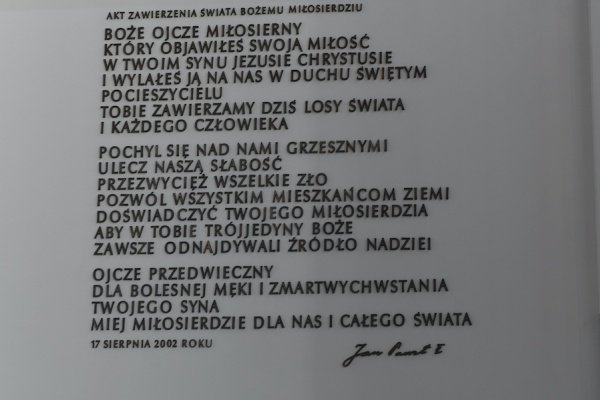 AKT ZAWIERZENIA ŚWIATA BOŻEMU MIŁOSIERDZIU
BOŻE OJCZE MIŁOSIERNY
KTÓRY OBJAWIŁEŚ SWOJĄ MIŁOŚĆ
W TWOIM SYNU JEZUSIE CHRYSTUSIE
I WYLAŁEŚ JĄ NA NAS W DUCHU ŚWIĘTYM
POCIESZYCIELU
TOBIE ZAWIERZAMY DZIŚ LOSY ŚWIATA
I KAŻDEGO CZŁOWIEKA
POCHYL SIĘ NAD NAMI GRZESZNYMI
ULECZ NASZĄ SŁABOŚĆ
PRZEZWYCIĘŻ WSZELKIE ZŁO
POZWÓL WSZYSTKIM MIESZKAŃCOM ZIEMI
DOŚWIADCZYĆ TWOJEGO MIŁOSIERDZIA
ABY W TOBIE TRÓJJEDYNY BOŻE
ZAWSZE ODNAJDYWALI ŹRÓDŁO NADZIEI
OJCZE PRZEDWIECZNY
DLA BOLESNEJ MĘKI I ZMARTWYCHWSTANIA
TWOJEGO SYNA
MIEJ MIŁOSIERDZIE DLA NAS I CAŁEGO ŚWIATA
17 SIERPNIA 2002 ROKU
Jan Paweł II